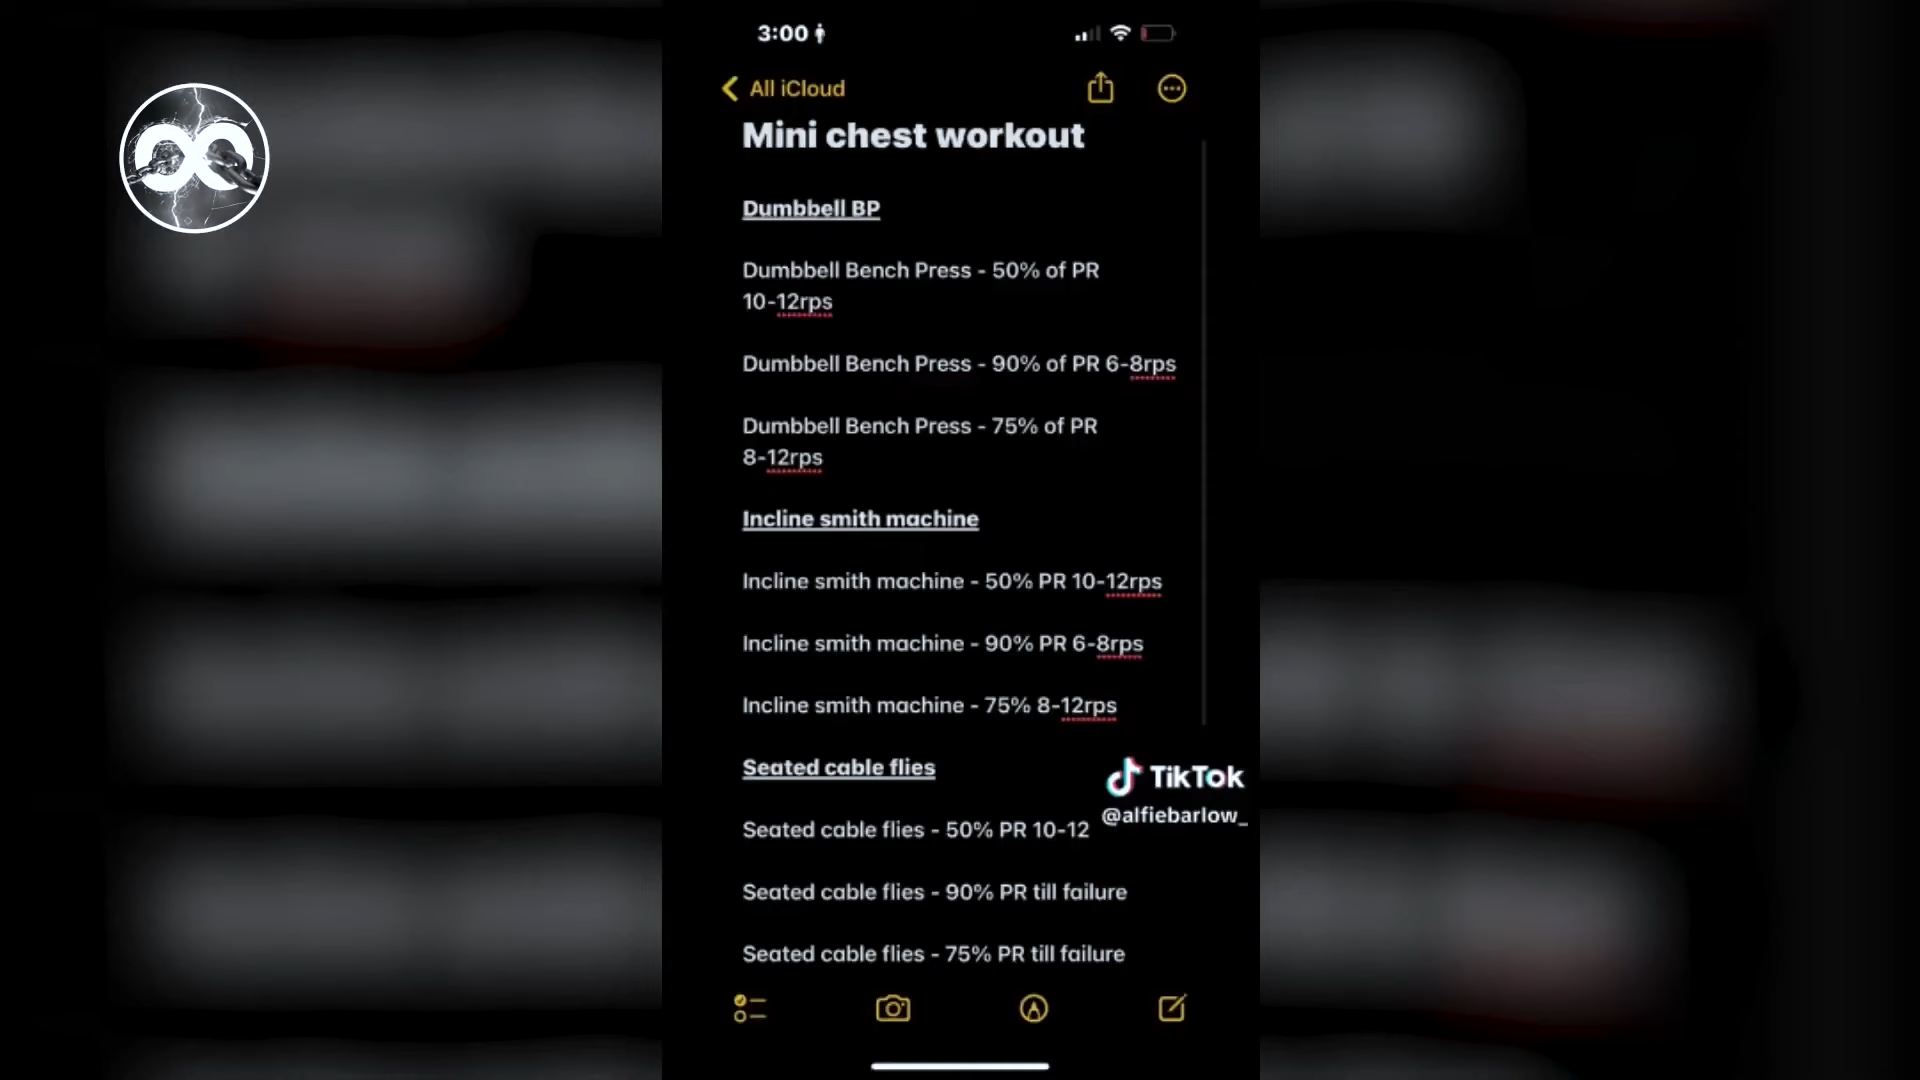 3:00
All iCloud
Mini chest workout
Dumbbell BP
Dumbbell Bench Press - 50% of PR
10-12rps
Dumbbell Bench Press - 90% of PR 6-8rps
Dumbbell Bench Press - 75% of PR
8-12rps
Incline smith machine
Incline smith machine - 50% PR 10-12rps
Incline smith machine - 90% PR 6-8rps
Incline smith machine - 75% 8-12rps
Seated cable flies
TikTok
@alfiebarlow_
Seated cable flies - 50% PR 10-12
Seated cable flies - 90% PR till failure
Seated cable flies - 75% PR till failure